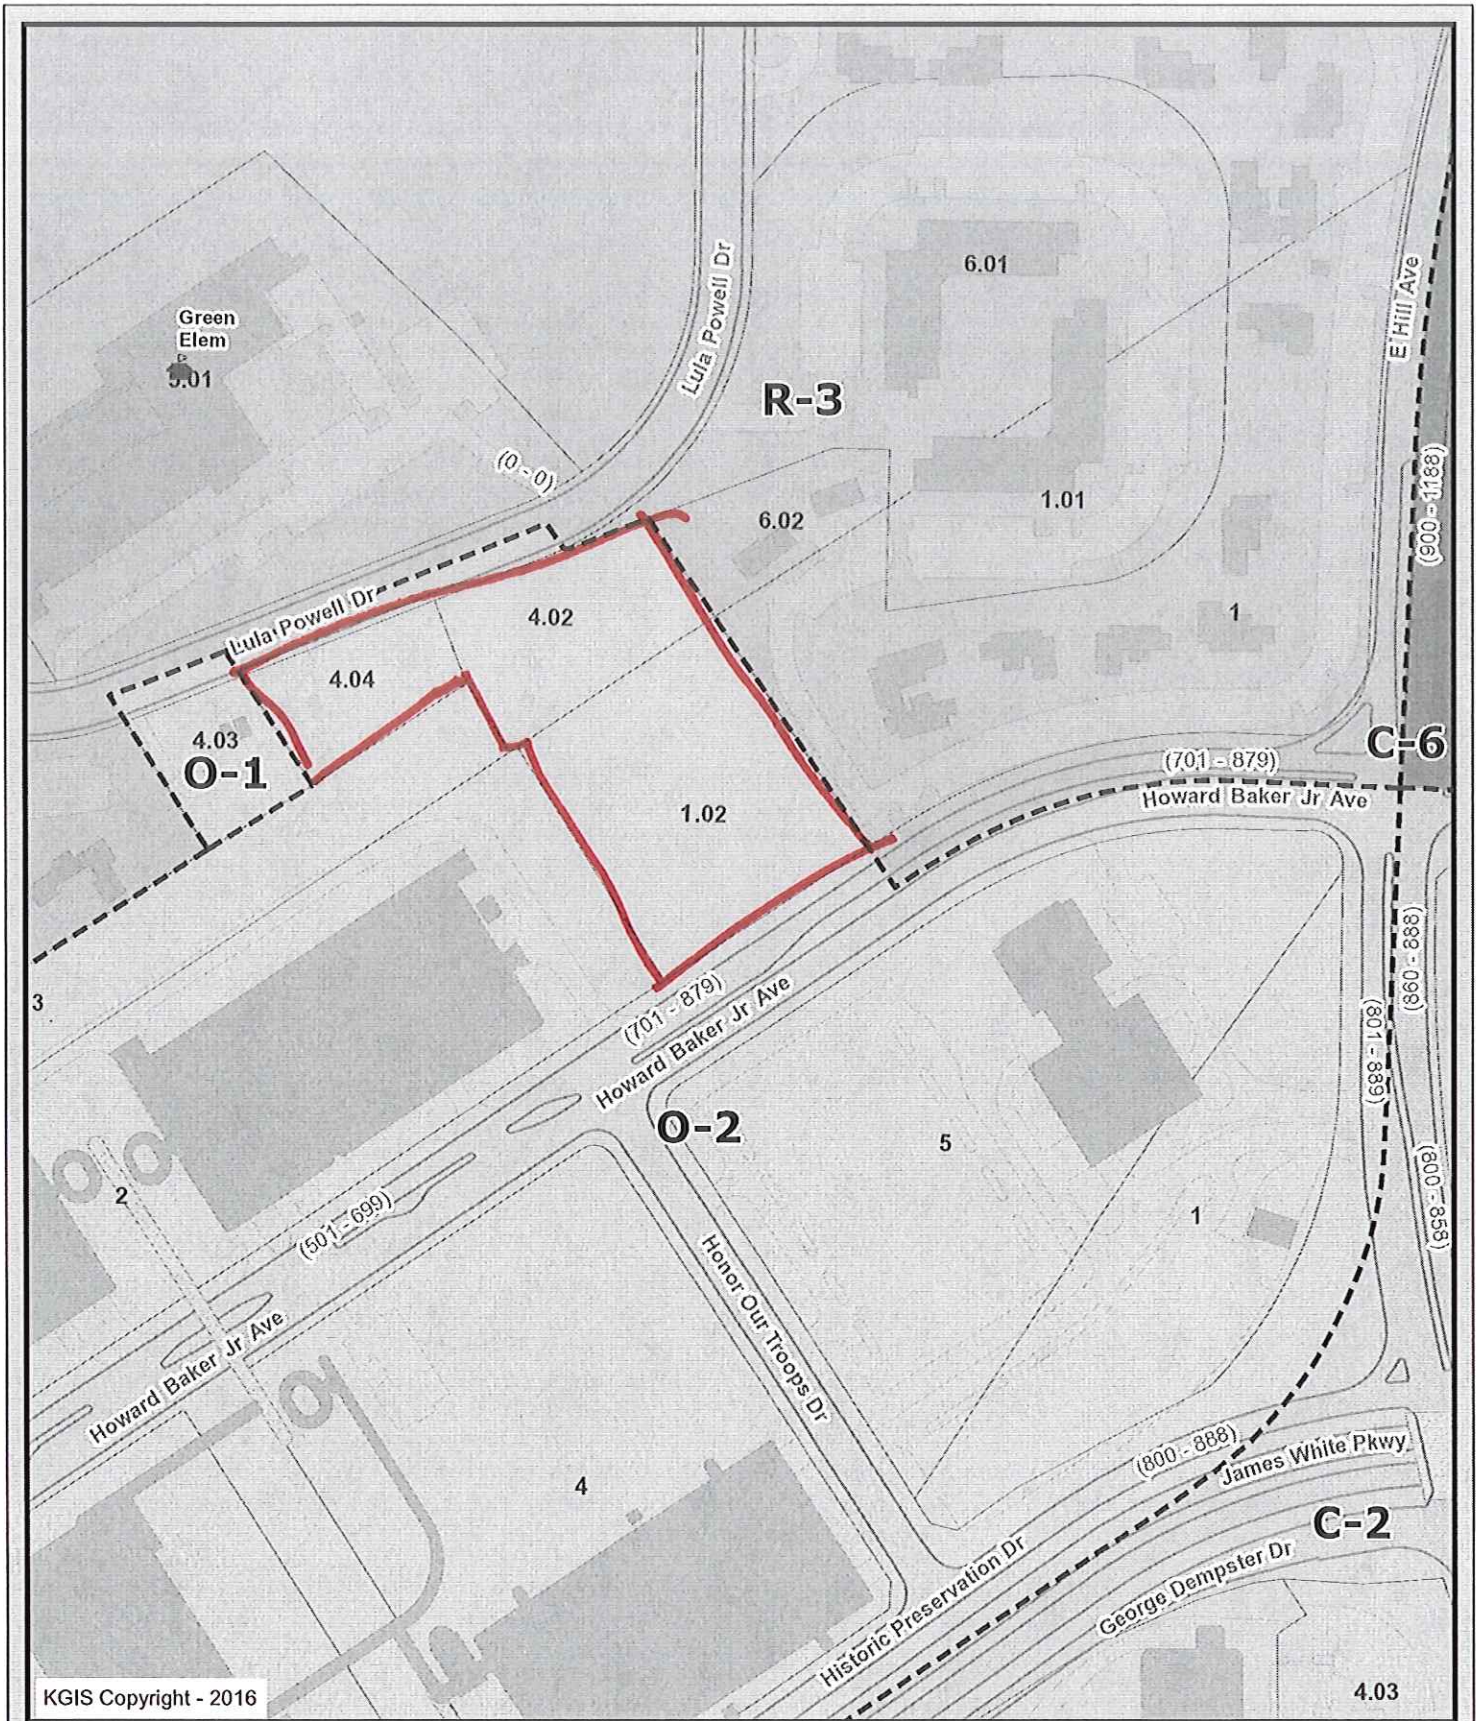 Green
Elem
5.01
Lula Powell Dr
6.01
E Hill Ave
R-3
(0 - 0)
(900 - 1188)
1.01
6.02
4.02
1
Lula Powell Dr
4.04
4.03
O-1
C-6
(701 - 879)
Howard Baker Jr Ave
1.02
(860 - 888)
3
(701 - 879)
Howard Baker Jr Ave
(801 - 889)
O-2
5
2
(800 - 858)
(501 - 699)
1
Honor Our Troops Dr
Howard Baker Jr Ave
(800 - 888)
James White Pkwy
4
C-2
Historic Preservation Dr
George Dempster Dr
KGIS Copyright - 2016
4.03